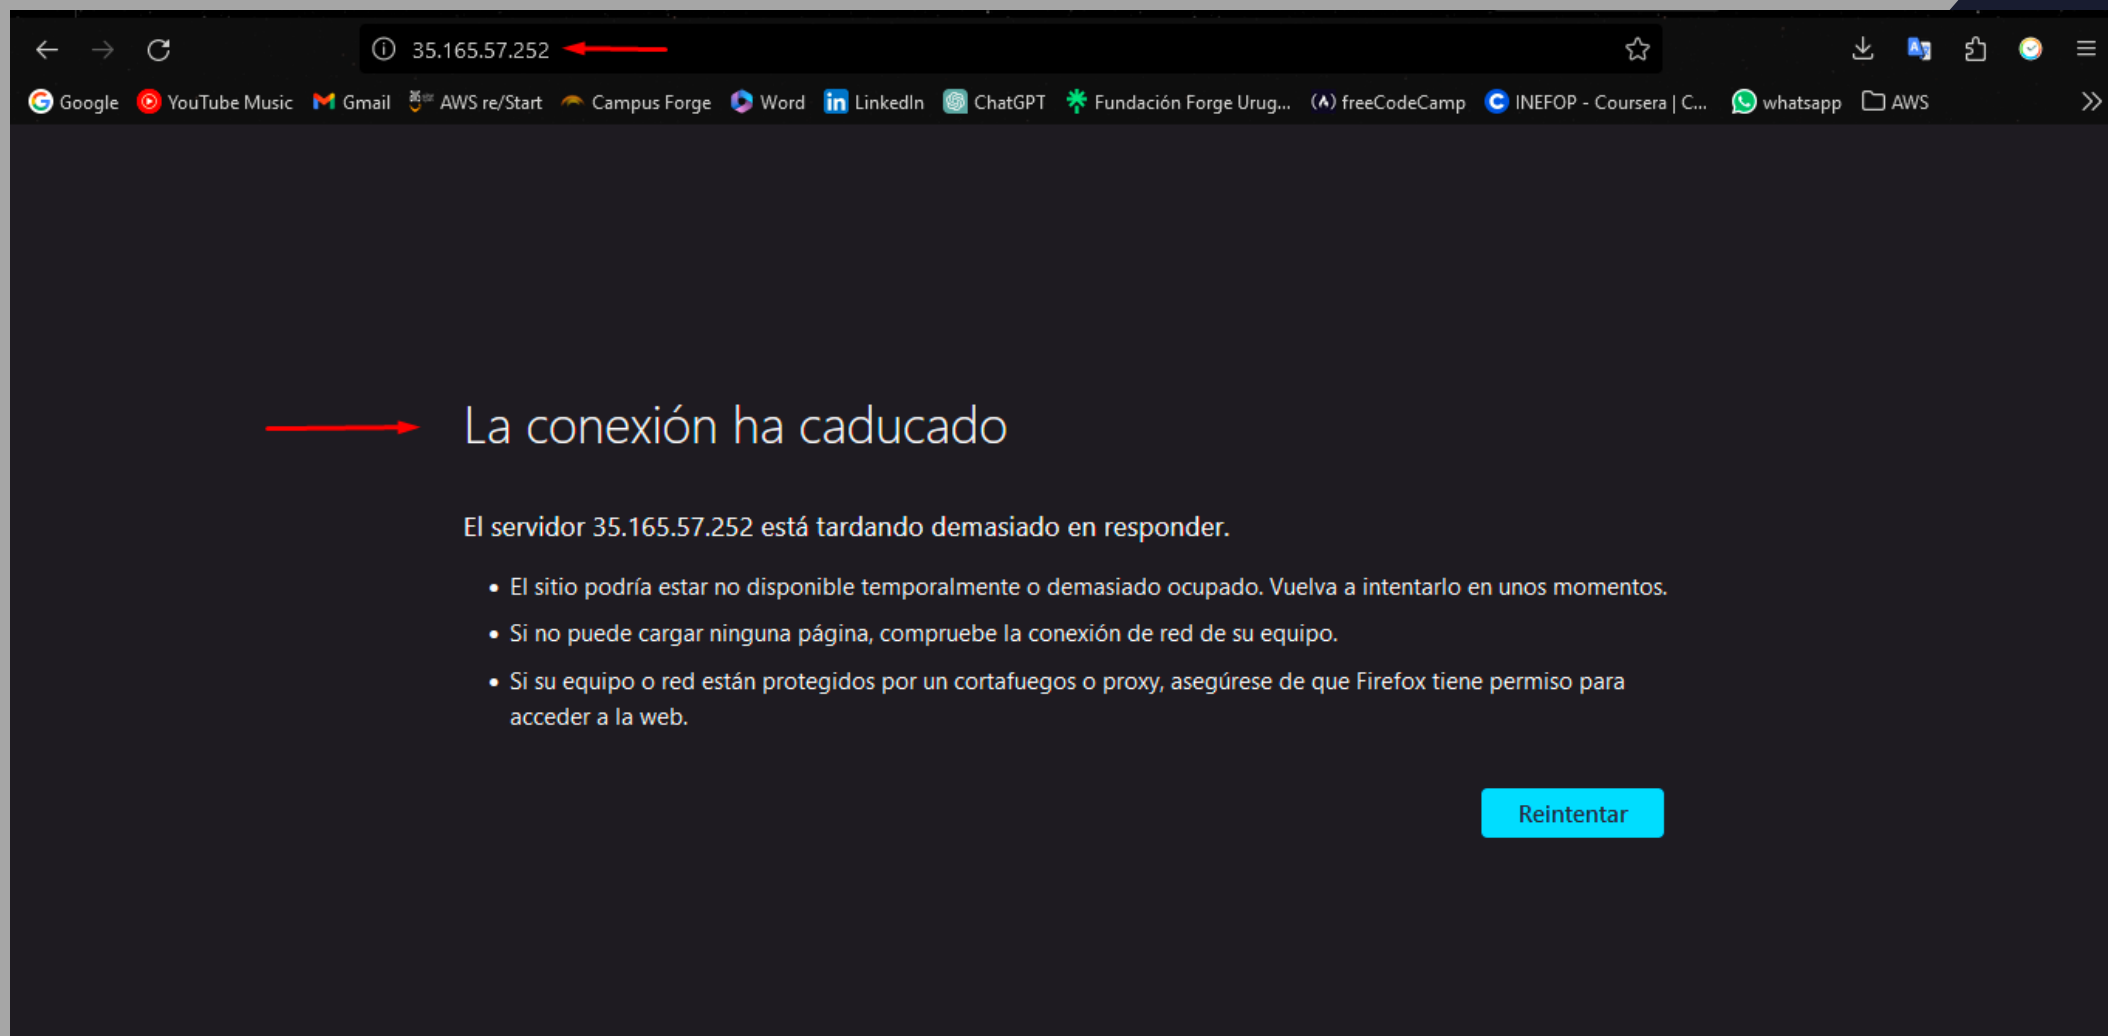 35.165.57.252
Google YouTube Music Gmail AWS re/Start Campus Forge Word LinkedIn ChatGPT Fundación Forge Urug... freeCodeCamp INEFOP - Coursera | C... whatsapp AWS
La conexión ha caducado
El servidor 35.165.57.252 está tardando demasiado en responder.
• El sitio podría estar no disponible temporalmente o demasiado ocupado. Vuelva a intentarlo en unos momentos.
• Si no puede cargar ninguna página, compruebe la conexión de red de su equipo.
• Si su equipo o red están protegidos por un cortafuegos o proxy, asegúrese de que Firefox tiene permiso para
acceder a la web.
Reintentar